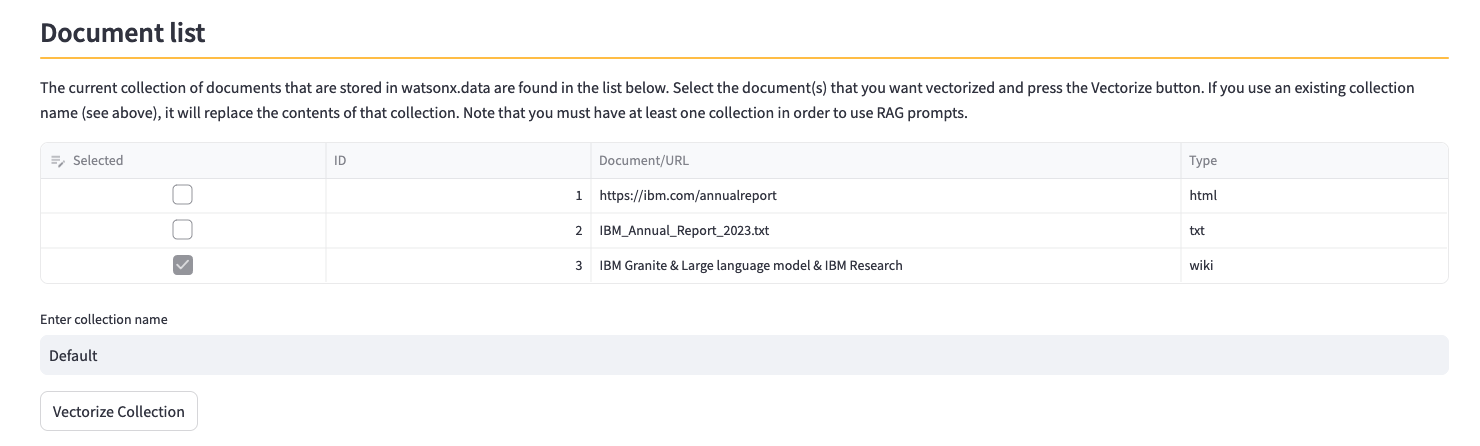 Document list
The current collection of documents that are stored in watsonx.data are found in the list below. Select the document(s) that you want vectorized and press the Vectorize button. If you use an existing collection
name (see above), it will replace the contents of that collection. Note that you must have at least one collection in order to use RAG prompts.
Selected ID Document/URL Type
1 https://ibm.com/annualreport html
2 IBM_Annual_Report_2023.txt txt
3 IBM Granite & Large language model & IBM Research wiki
Enter collection name
Default
Vectorize Collection